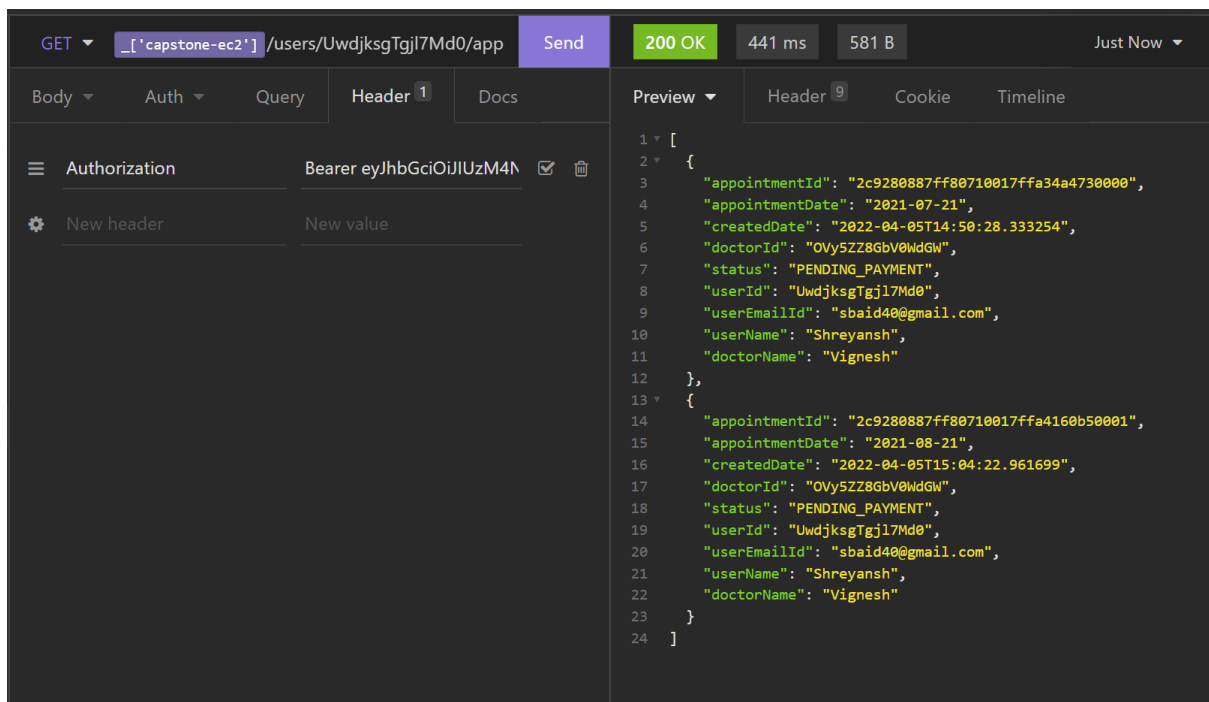 GET _['capstone-ec2'] /users/UwdjksgTgjl7Md0/app Send
Body Auth Query Header 1 Docs
Authorization Bearer eyJhbGciOiJIUzM4N
New header New value
200 OK 441 ms 581 B Just Now
Preview Header 9 Cookie Timeline
1 [
2 {
3 "appointmentId": "2c9280887ff80710017ffa34a4730000",
4 "appointmentDate": "2021-07-21",
5 "createdDate": "2022-04-05T14:50:28.333254",
6 "doctorId": "OVy5ZZ8GbV0WdGW",
7 "status": "PENDING_PAYMENT",
8 "userId": "UwdjksgTgjl7Md0",
9 "userEmailId": "sbaid40@gmail.com",
10 "userName": "Shreyansh",
11 "doctorName": "Vignesh"
12 },
13 {
14 "appointmentId": "2c9280887ff80710017ffa4160b50001",
15 "appointmentDate": "2021-08-21",
16 "createdDate": "2022-04-05T15:04:22.961699",
17 "doctorId": "OVy5ZZ8GbV0WdGW",
18 "status": "PENDING_PAYMENT",
19 "userId": "UwdjksgTgjl7Md0",
20 "userEmailId": "sbaid40@gmail.com",
21 "userName": "Shreyansh",
22 "doctorName": "Vignesh"
23 }
24 ]